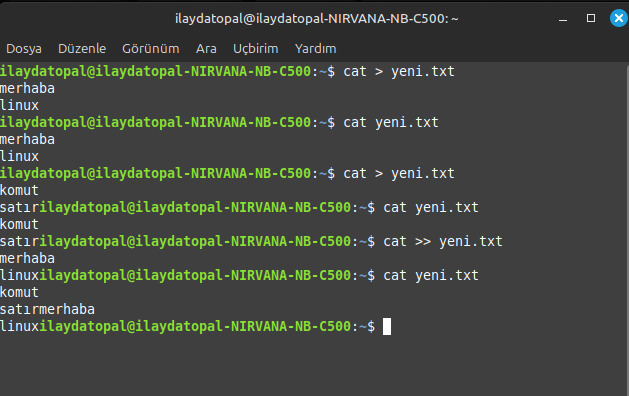 ilaydatopal@ilaydatopal-NIRVANA-NB-C500: ~
Dosya Düzenle Görünüm Ara Uçbirim Yardım
ilaydatopal@ilaydatopal-NIRVANA-NB-C500:~$ cat > yeni.txt
merhaba
linux
ilaydatopal@ilaydatopal-NIRVANA-NB-C500:~$ cat yeni.txt
merhaba
linux
ilaydatopal@ilaydatopal-NIRVANA-NB-C500:~$ cat > yeni.txt
komut
satırilaydatopal@ilaydatopal-NIRVANA-NB-C500:~$ cat yeni.txt
komut
satırilaydatopal@ilaydatopal-NIRVANA-NB-C500:~$ cat >> yeni.txt
merhaba
linuxilaydatopal@ilaydatopal-NIRVANA-NB-C500:~$ cat yeni.txt
komut
satırmerhaba
linuxilaydatopal@ilaydatopal-NIRVANA-NB-C500:~$